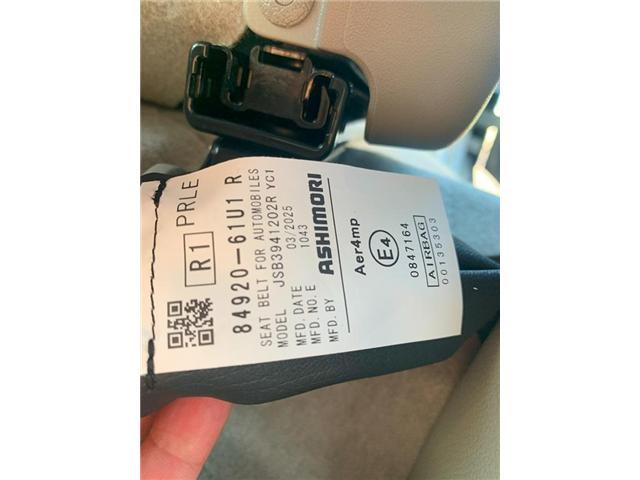 R1 PRLE
84920-61U1 R
SEAT BELT FOR AUTOMOBILES
MODEL JSB3941202R YC1
MFD. DATE 03/2025
MFD. NO. E 1043
MFD. BY ASHIMORI
Aer4mp
E4
0847164
AIRBAG
00135303